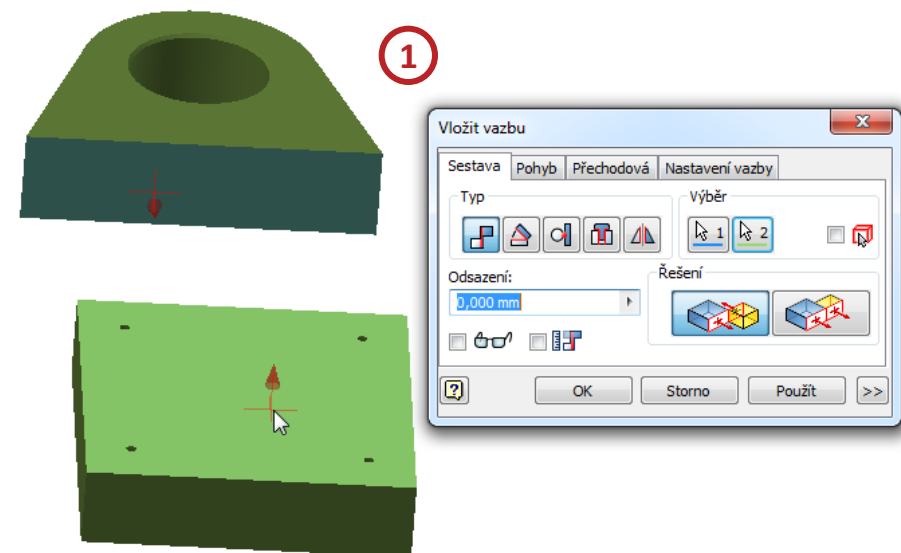 1
Vložit vazbu
Sestava Pohyb Přechodová Nastavení vazby
Typ
Výběr
1 2
Odsazení:
0,000 mm
Řešení
OK Storno Použít >>